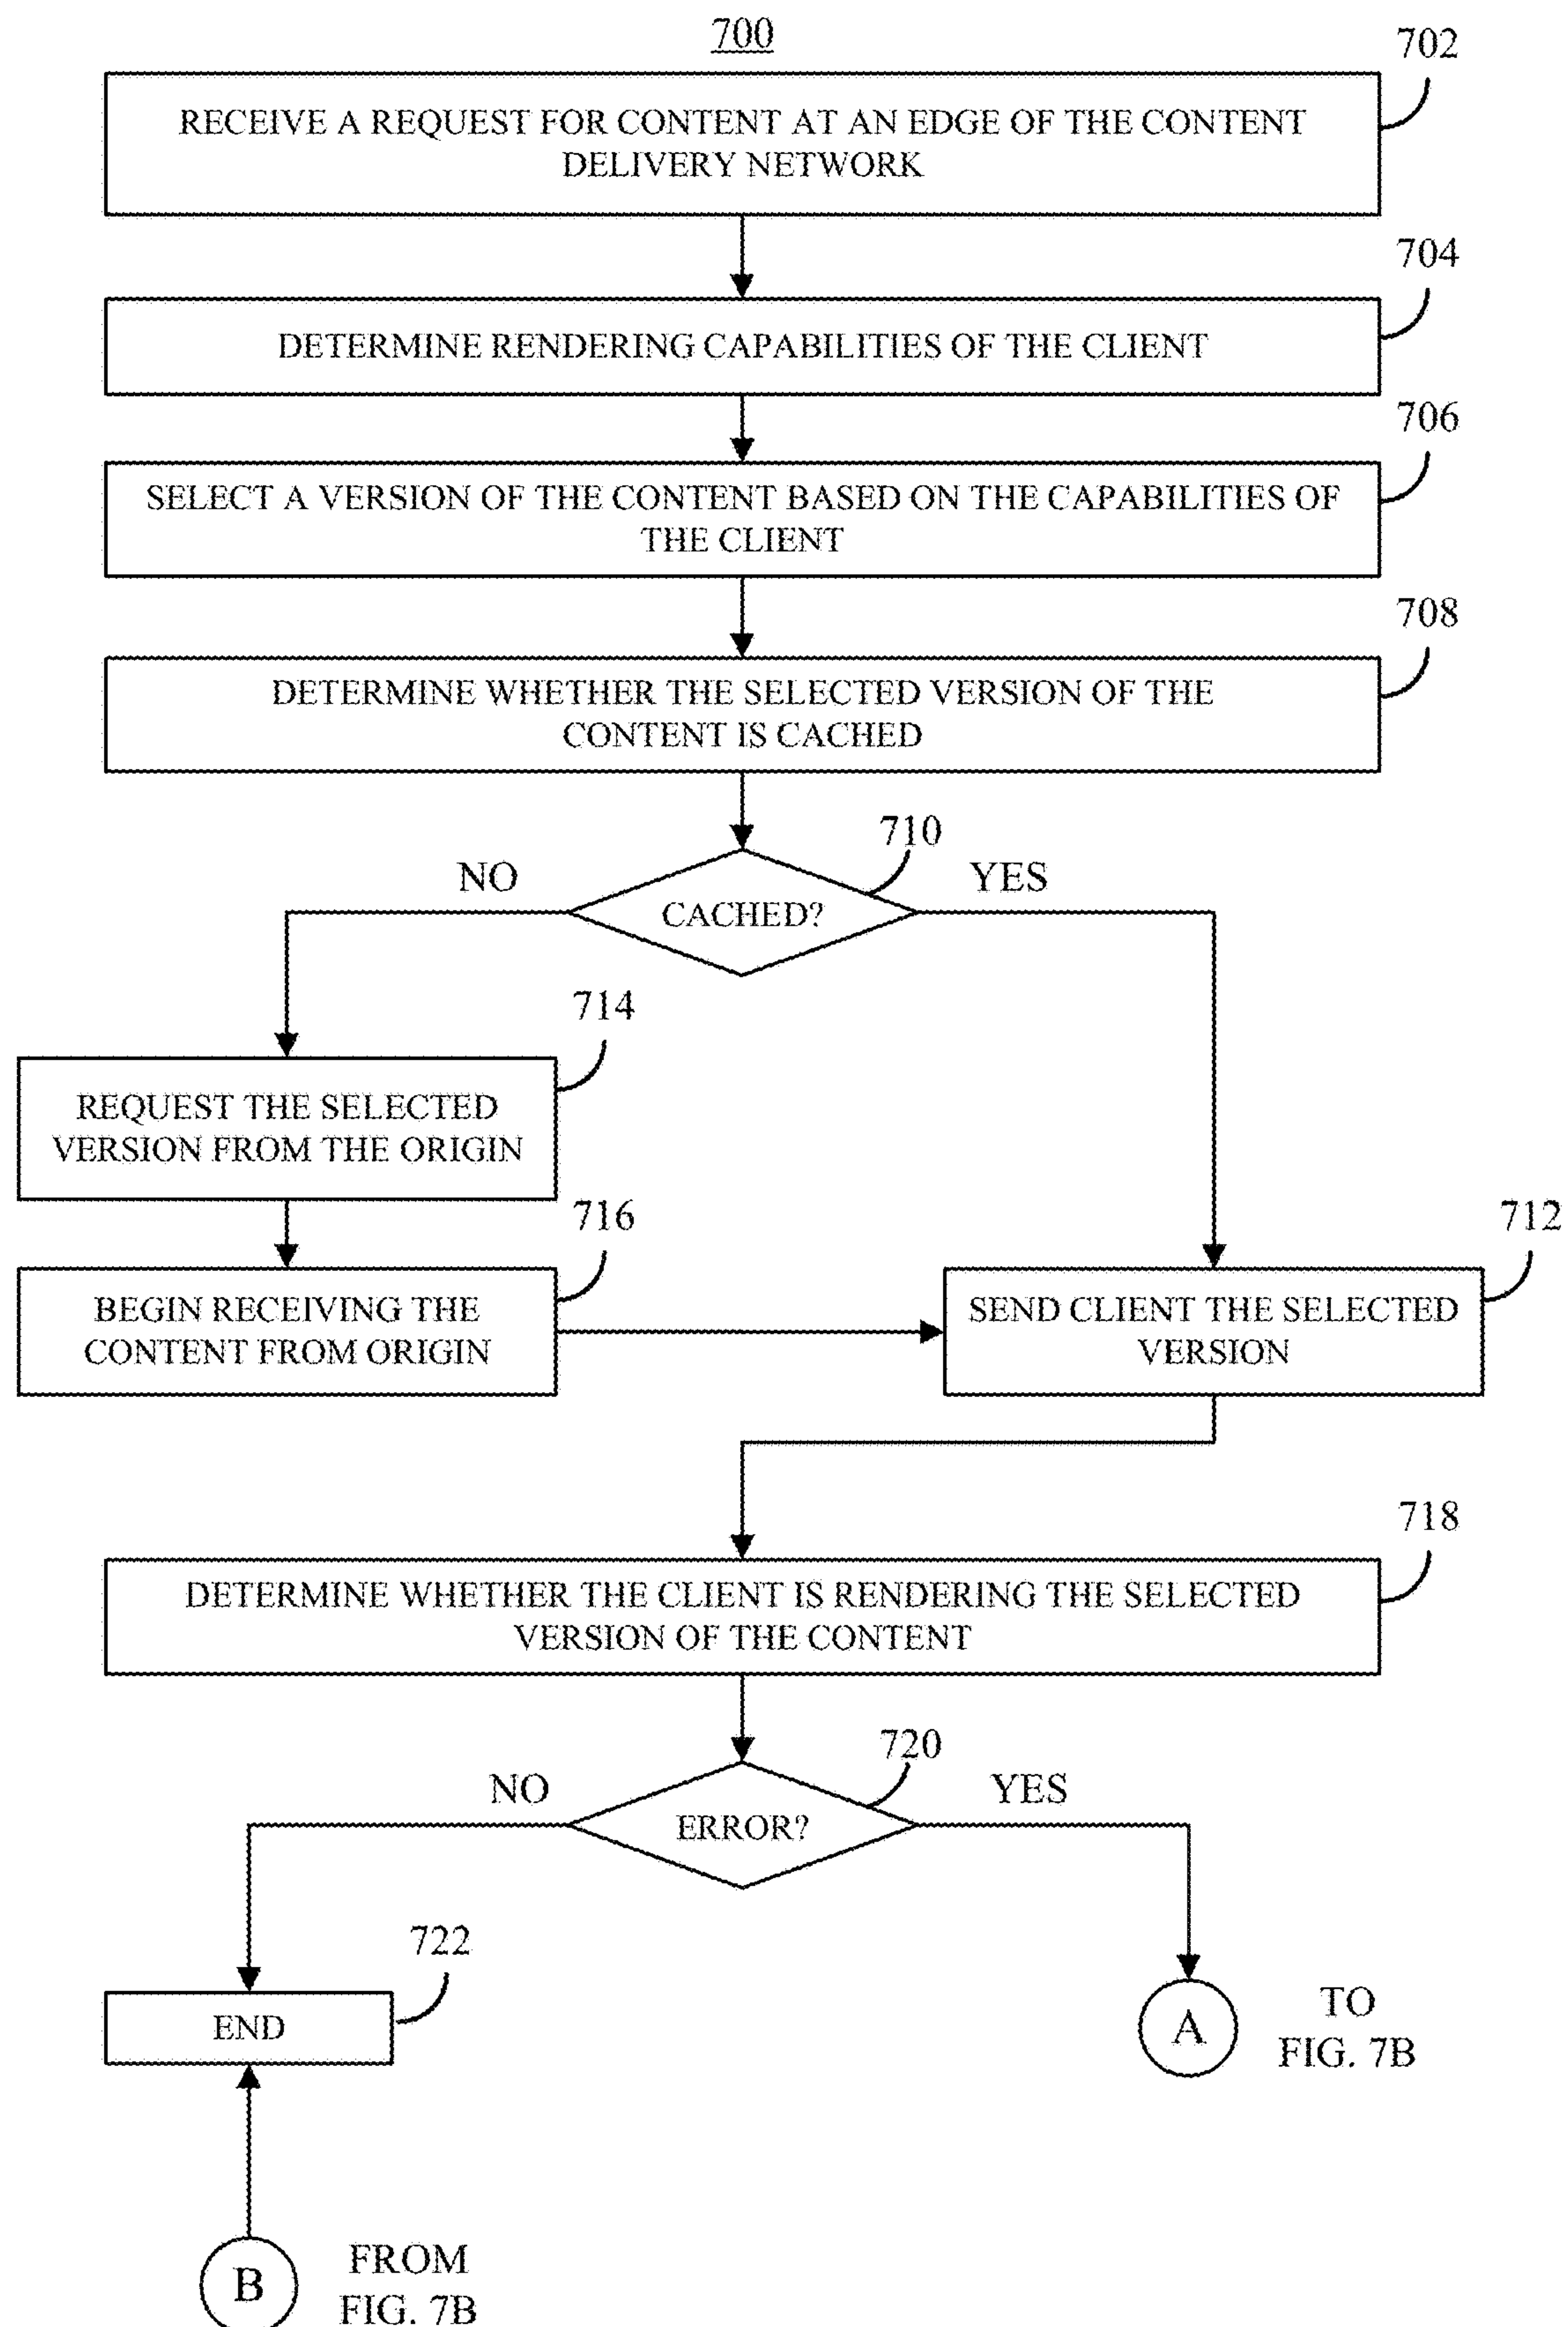 700
702
RECEIVE A REQUEST FOR CONTENT AT AN EDGE OF THE CONTENT
DELIVERY NETWORK
704
DETERMINE RENDERING CAPABILITIES OF THE CLIENT
706
SELECT A VERSION OF THE CONTENT BASED ON THE CAPABILITIES OF
THE CLIENT
708
DETERMINE WHETHER THE SELECTED VERSION OF THE
CONTENT IS CACHED
710
NO
YES
CACHED?
714
REQUEST THE SELECTED
VERSION FROM THE ORIGIN
716
BEGIN RECEIVING THE
CONTENT FROM ORIGIN
712
SEND CLIENT THE SELECTED
VERSION
718
DETERMINE WHETHER THE CLIENT IS RENDERING THE SELECTED
VERSION OF THE CONTENT
720
NO
YES
ERROR?
722
END
A
TO
FIG. 7B
B
FROM
FIG. 7B